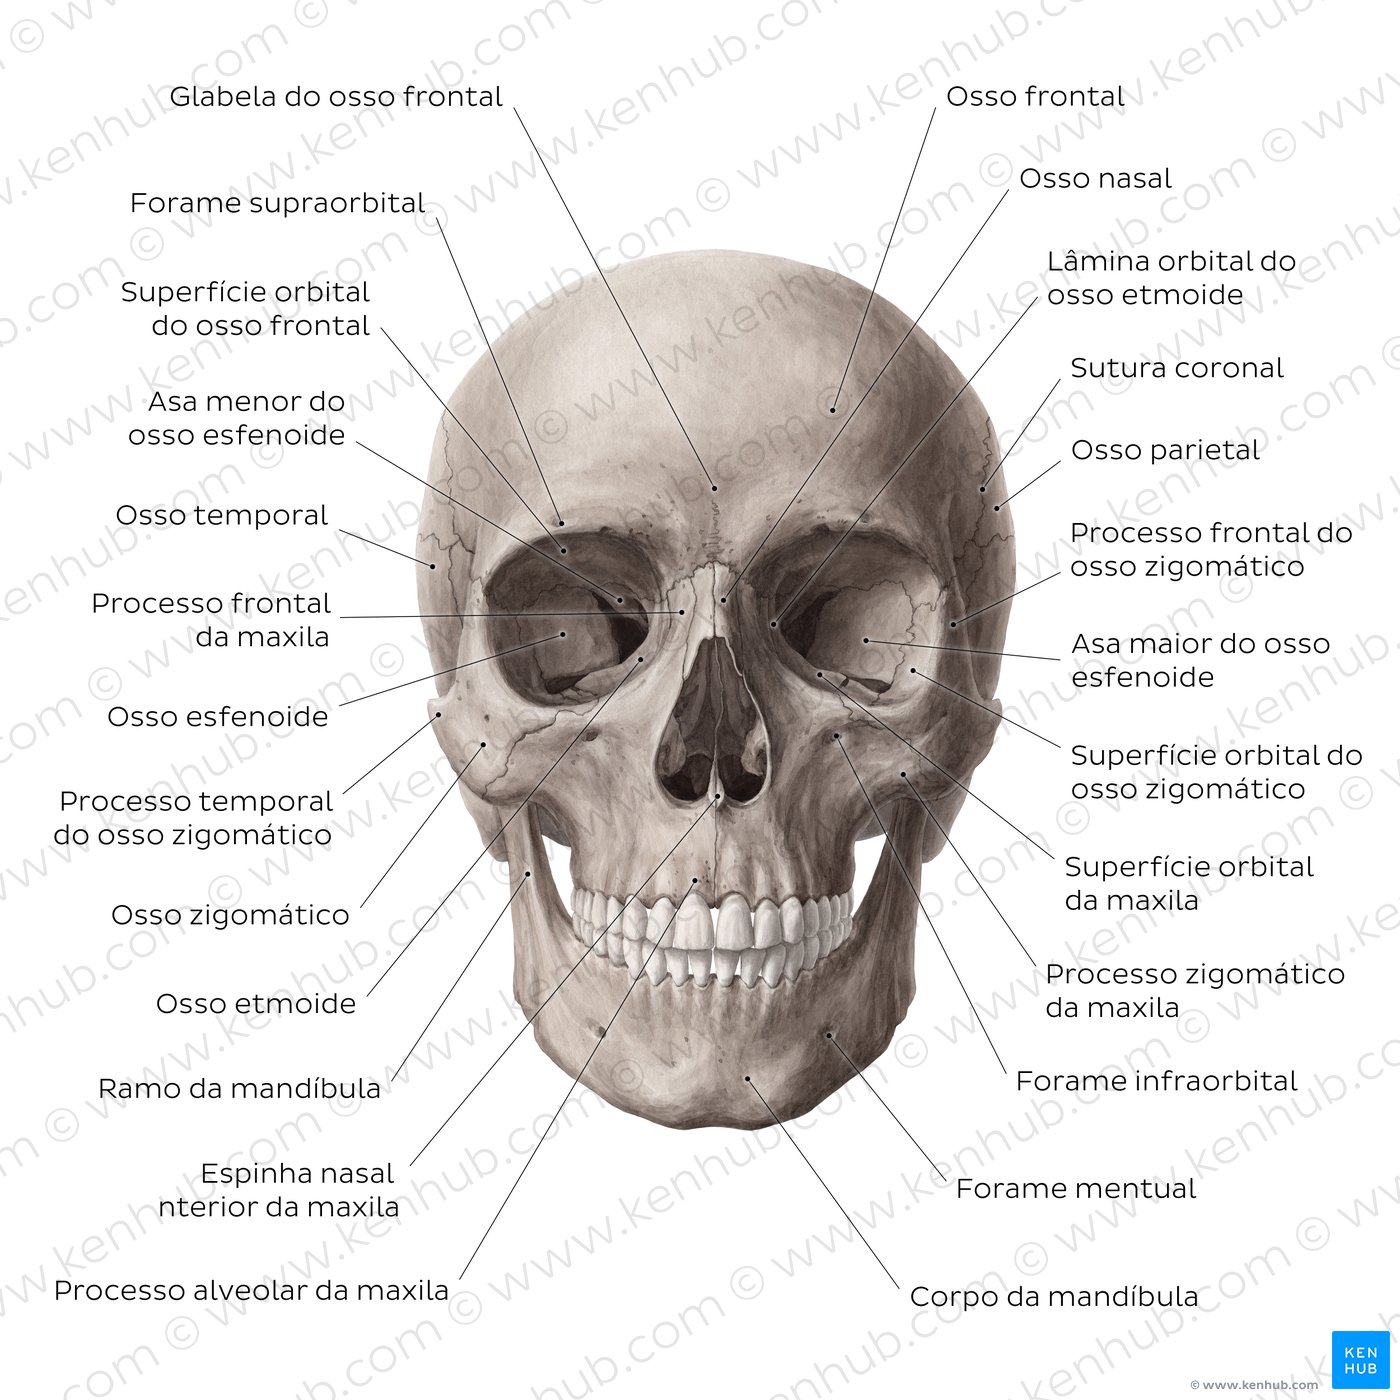 Glabela do osso frontal
Forame supraorbital
Superfície orbital
do osso frontal
Asa menor do
osso esfenoide
Osso temporal
Processo frontal
da maxila
Osso esfenoide
Processo temporal
do osso zigomático
Osso zigomático
Osso etmoide
Ramo da mandíbula
Espinha nasal
nterior da maxila
Processo alveolar da maxila
Osso frontal
Osso nasal
Lâmina orbital do
osso etmoide
Sutura coronal
Osso parietal
Processo frontal do
osso zigomático
Asa maior do osso
esfenoide
Superfície orbital do
osso zigomático
Superfície orbital
da maxila
Processo zigomático
da maxila
Forame infraorbital
Forame mentual
Corpo da mandíbula
KEN
HUB
© www.kenhub.com